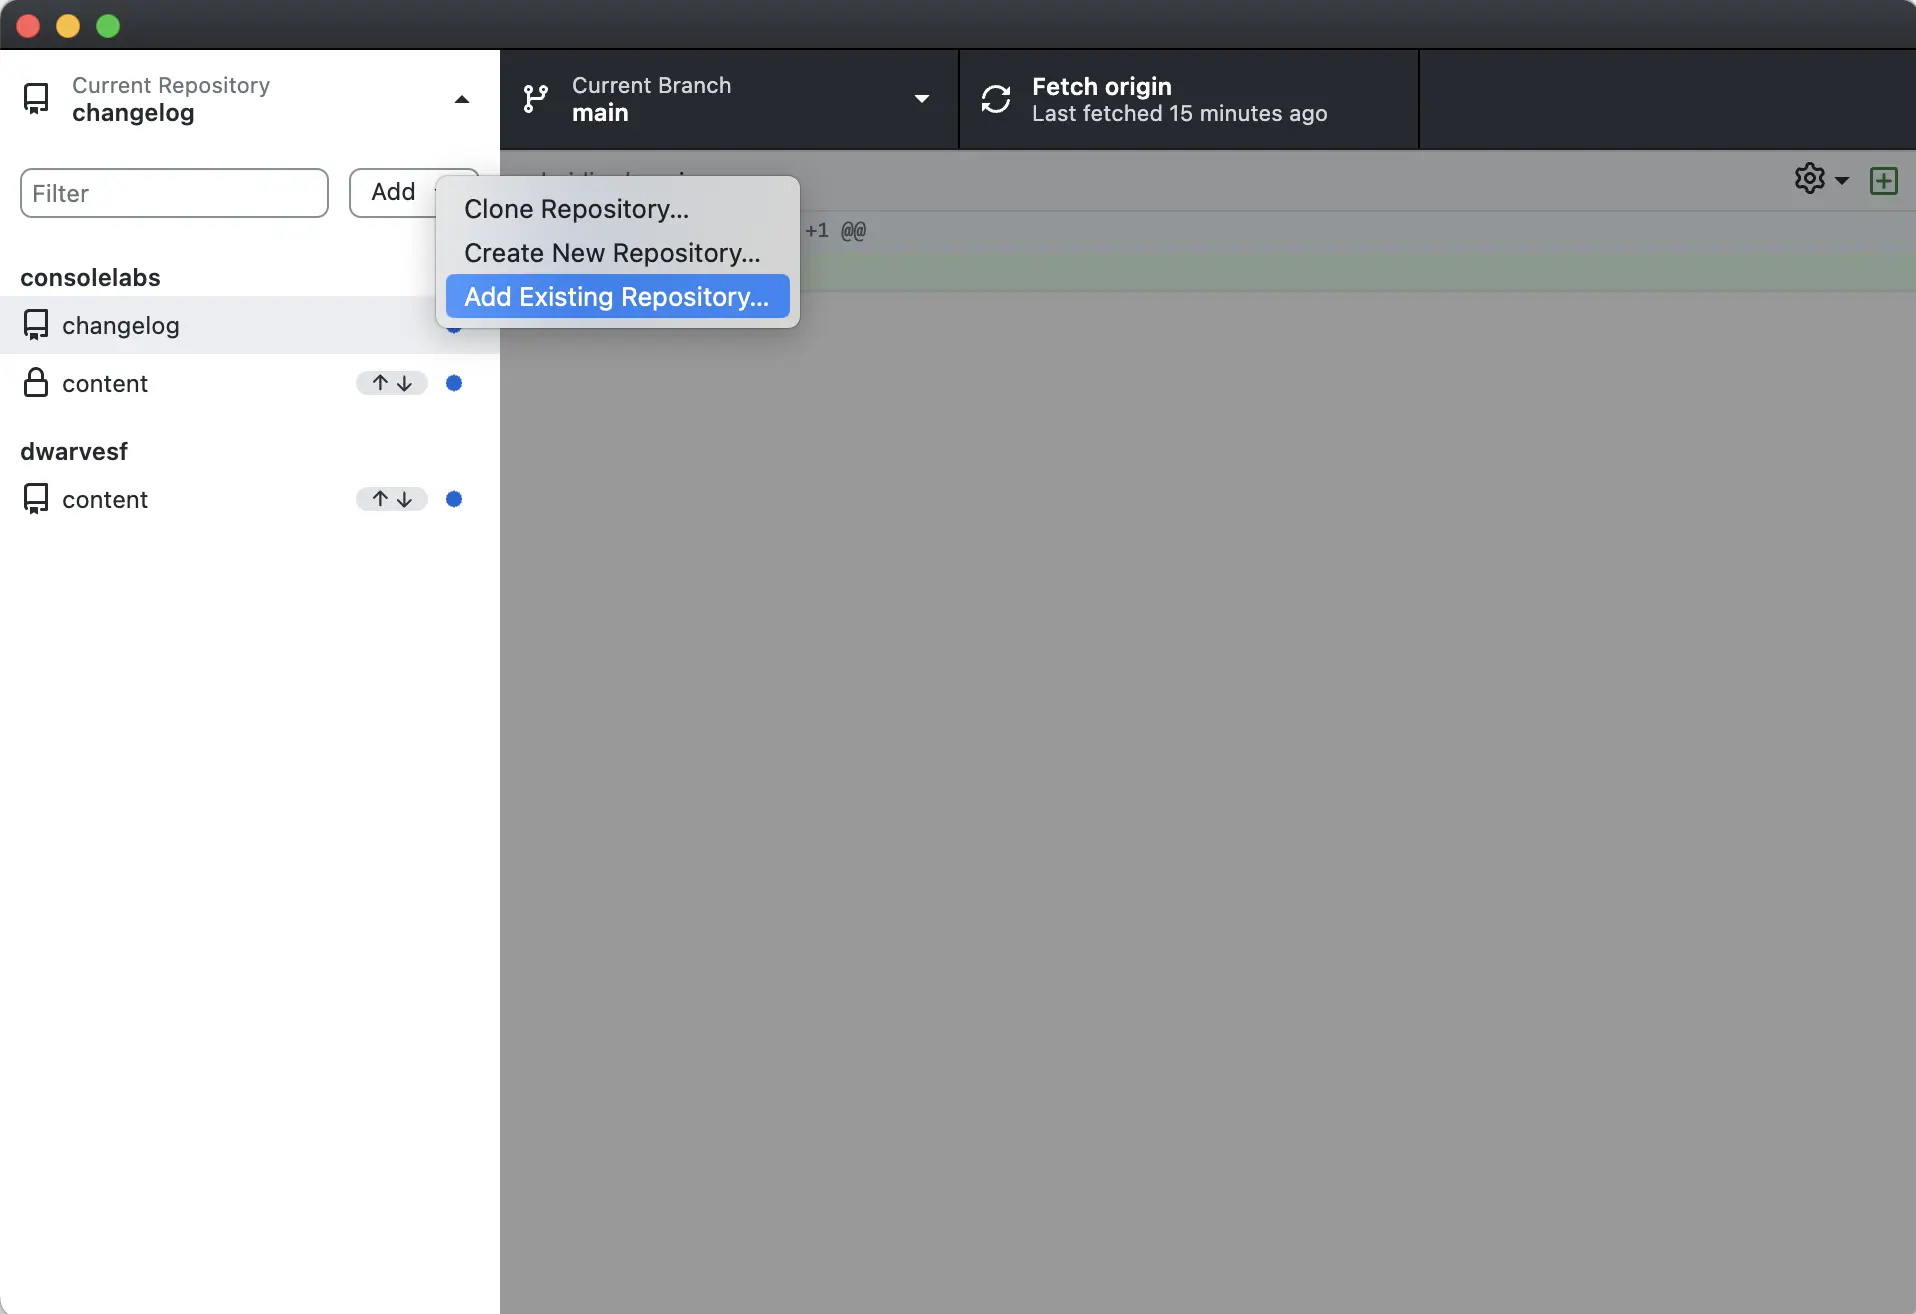 Current Repository
changelog
Current Branch
main
Fetch origin
Last fetched 15 minutes ago
Filter
Add
Clone Repository...
Create New Repository...
Add Existing Repository...
+1 @@
consolelabs
changelog
content
dwarvesf
content